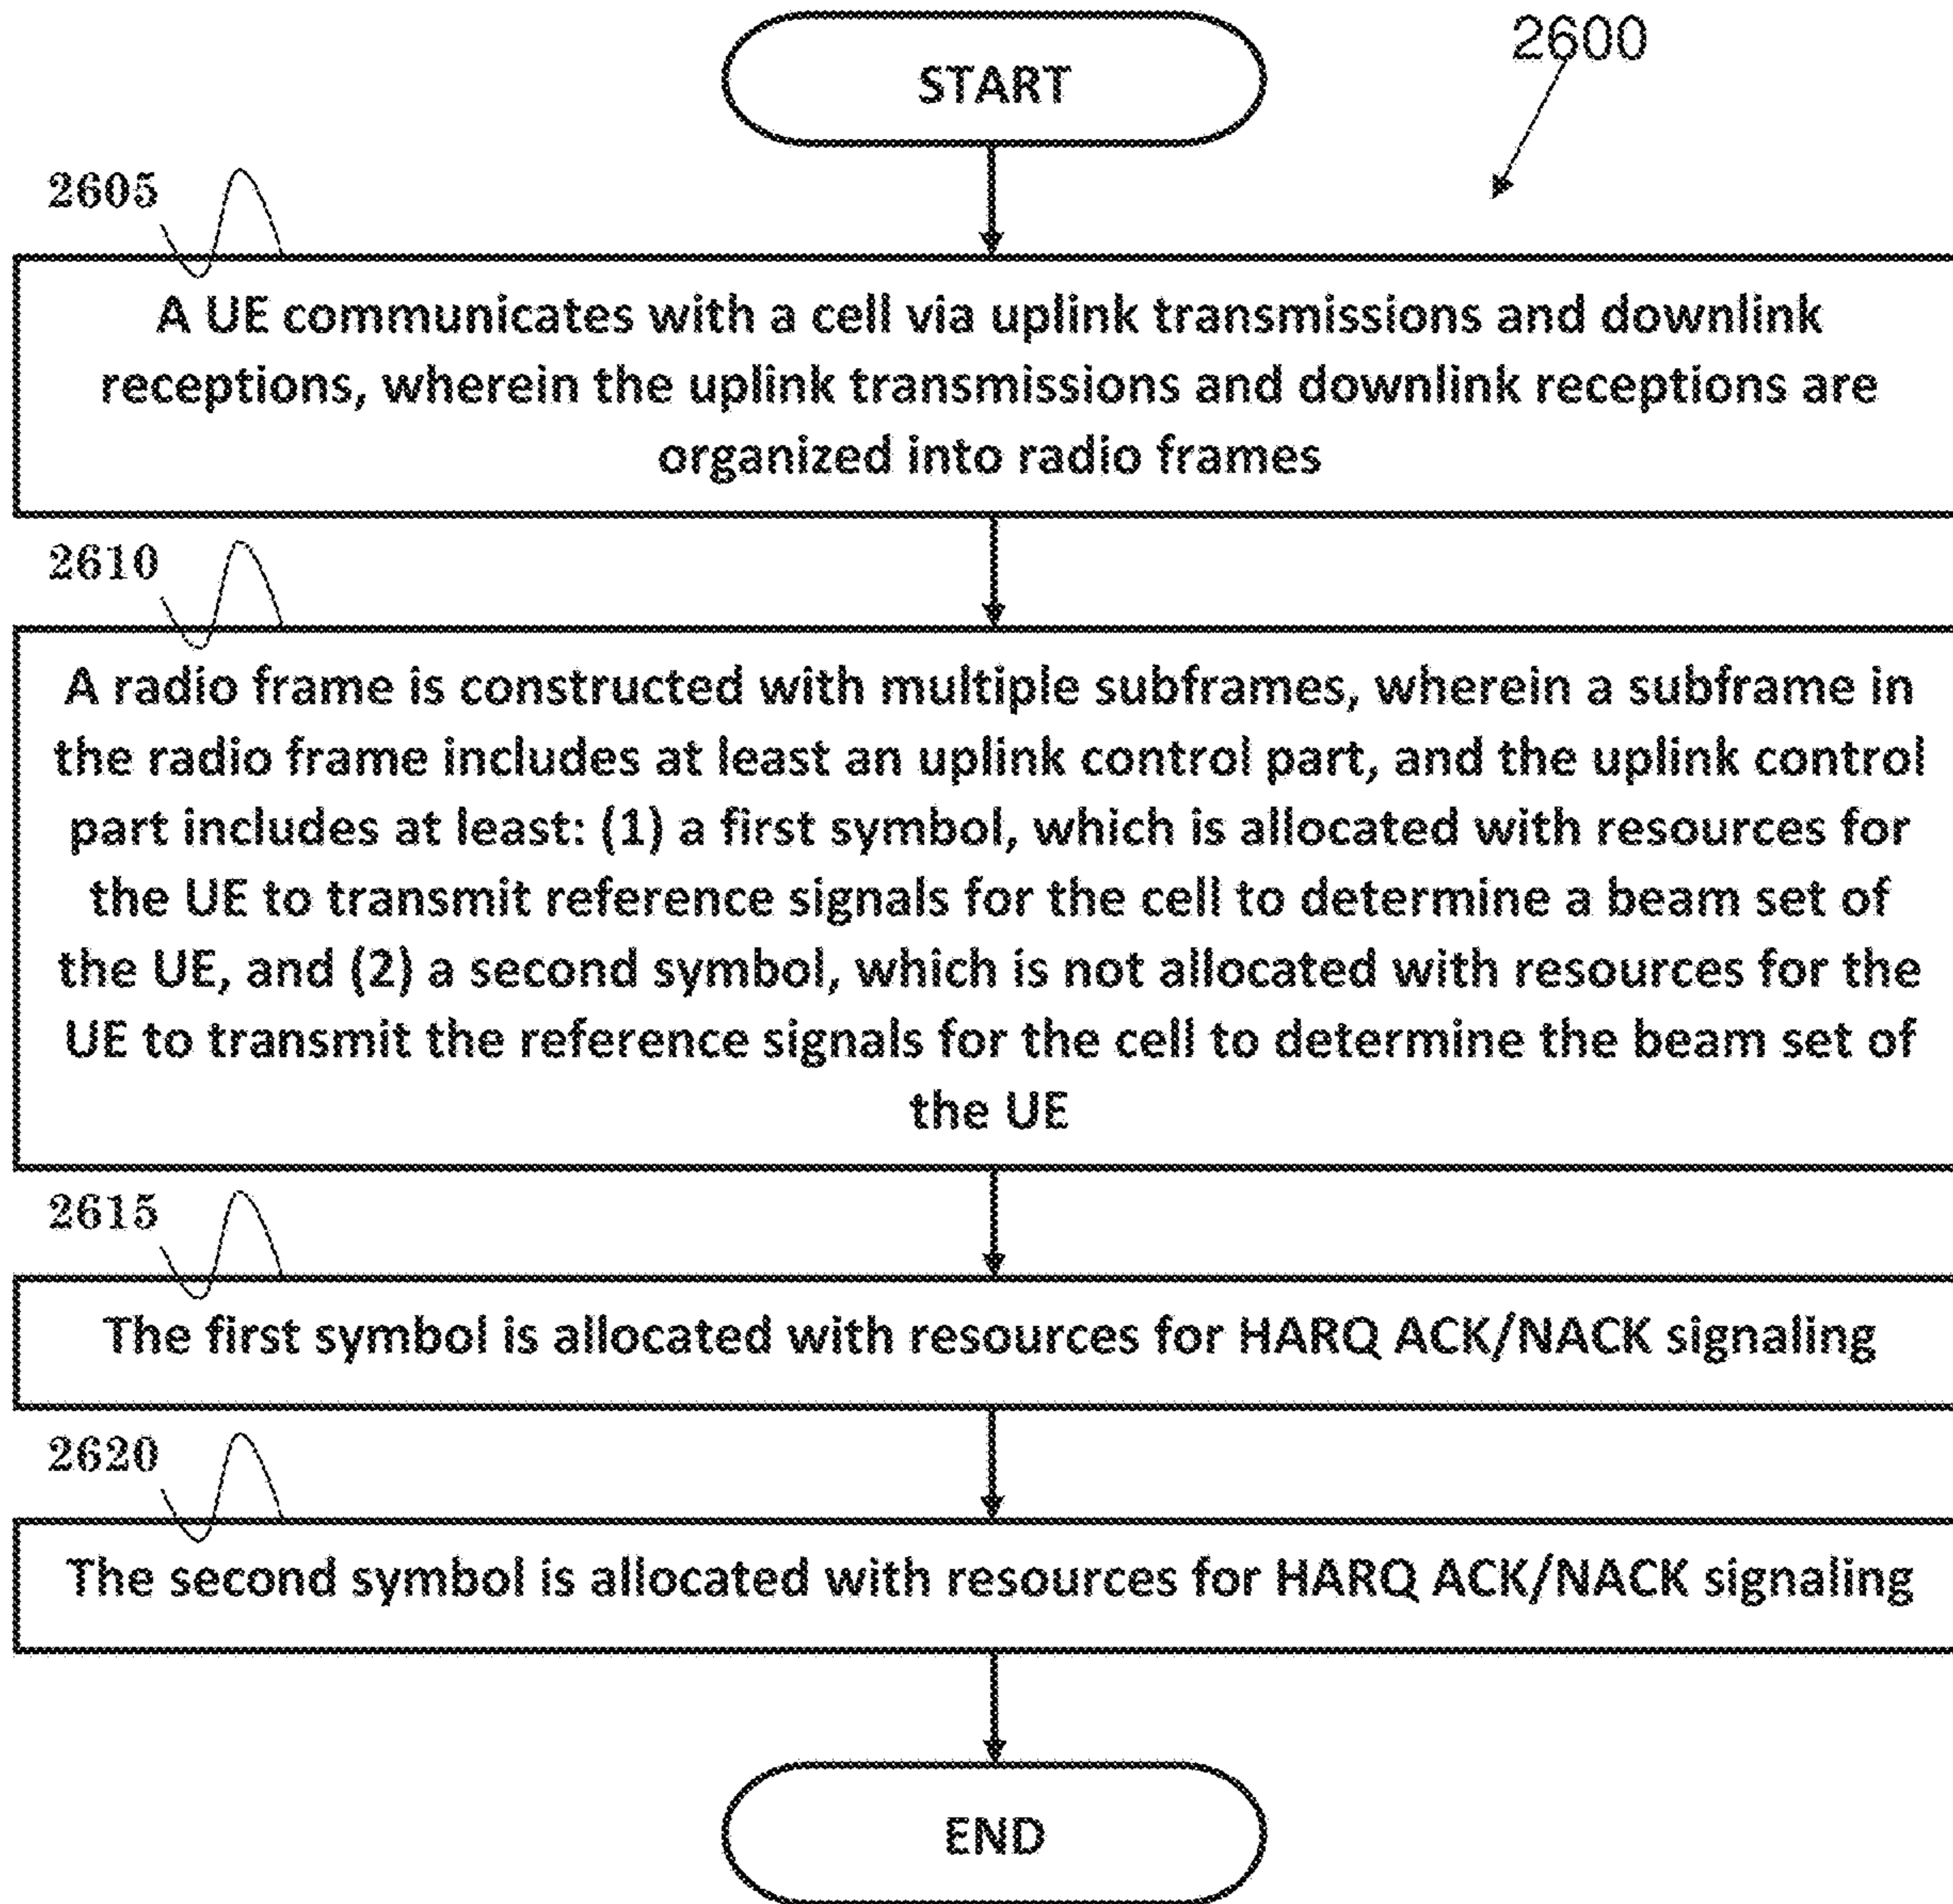 START
2600
2605
A UE communicates with a cell via uplink transmissions and downlink
receptions, wherein the uplink transmissions and downlink receptions are
organized into radio frames
2610
A radio frame is constructed with multiple subframes, wherein a subframe in
the radio frame includes at least an uplink control part, and the uplink control
part includes at least: (1) a first symbol, which is allocated with resources for
the UE to transmit reference signals for the cell to determine a beam set of
the UE, and (2) a second symbol, which is not allocated with resources for the
UE to transmit the reference signals for the cell to determine the beam set of
the UE
2615
The first symbol is allocated with resources for HARQ ACK/NACK signaling
2620
The second symbol is allocated with resources for HARQ ACK/NACK signaling
END